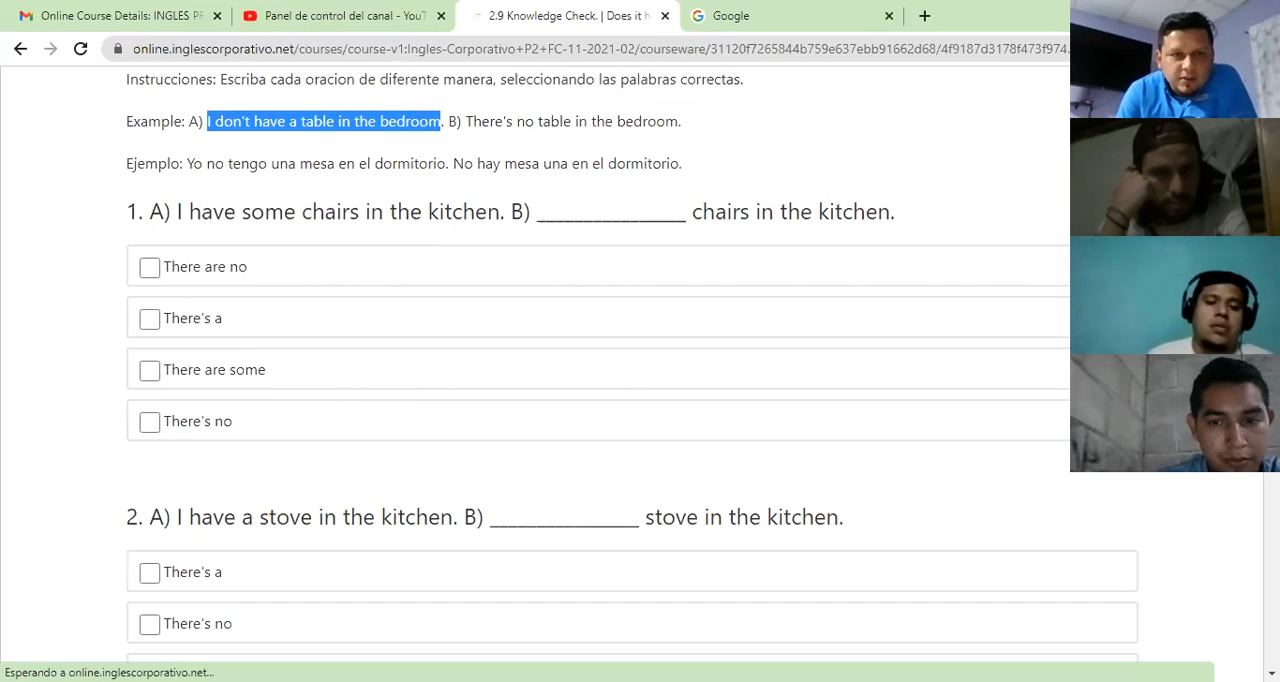 Online Course Details: INGLES PE
Panel de control del canal - YouT
2.9 Knowledge Check. | Does it h
Google
online.inglescorporativo.net/courses/course-v1:Ingles-Corporativo+P2+FC-11-2021-02/courseware/31120f7265844b759e637ebb91662d68/4f9187d3178f473f974
Instrucciones: Escriba cada oracion de diferente manera, seleccionando las palabras correctas.
Example: A) I don't have a table in the bedroom. B) There's no table in the bedroom.
Ejemplo: Yo no tengo una mesa en el dormitorio. No hay mesa una en el dormitorio.
1. A) I have some chairs in the kitchen. B) ________________ chairs in the kitchen.
There are no
There's a
There are some
There's no
2. A) I have a stove in the kitchen. B) ________________ stove in the kitchen.
There's a
There's no
Esperando a online.inglescorporativo.net...